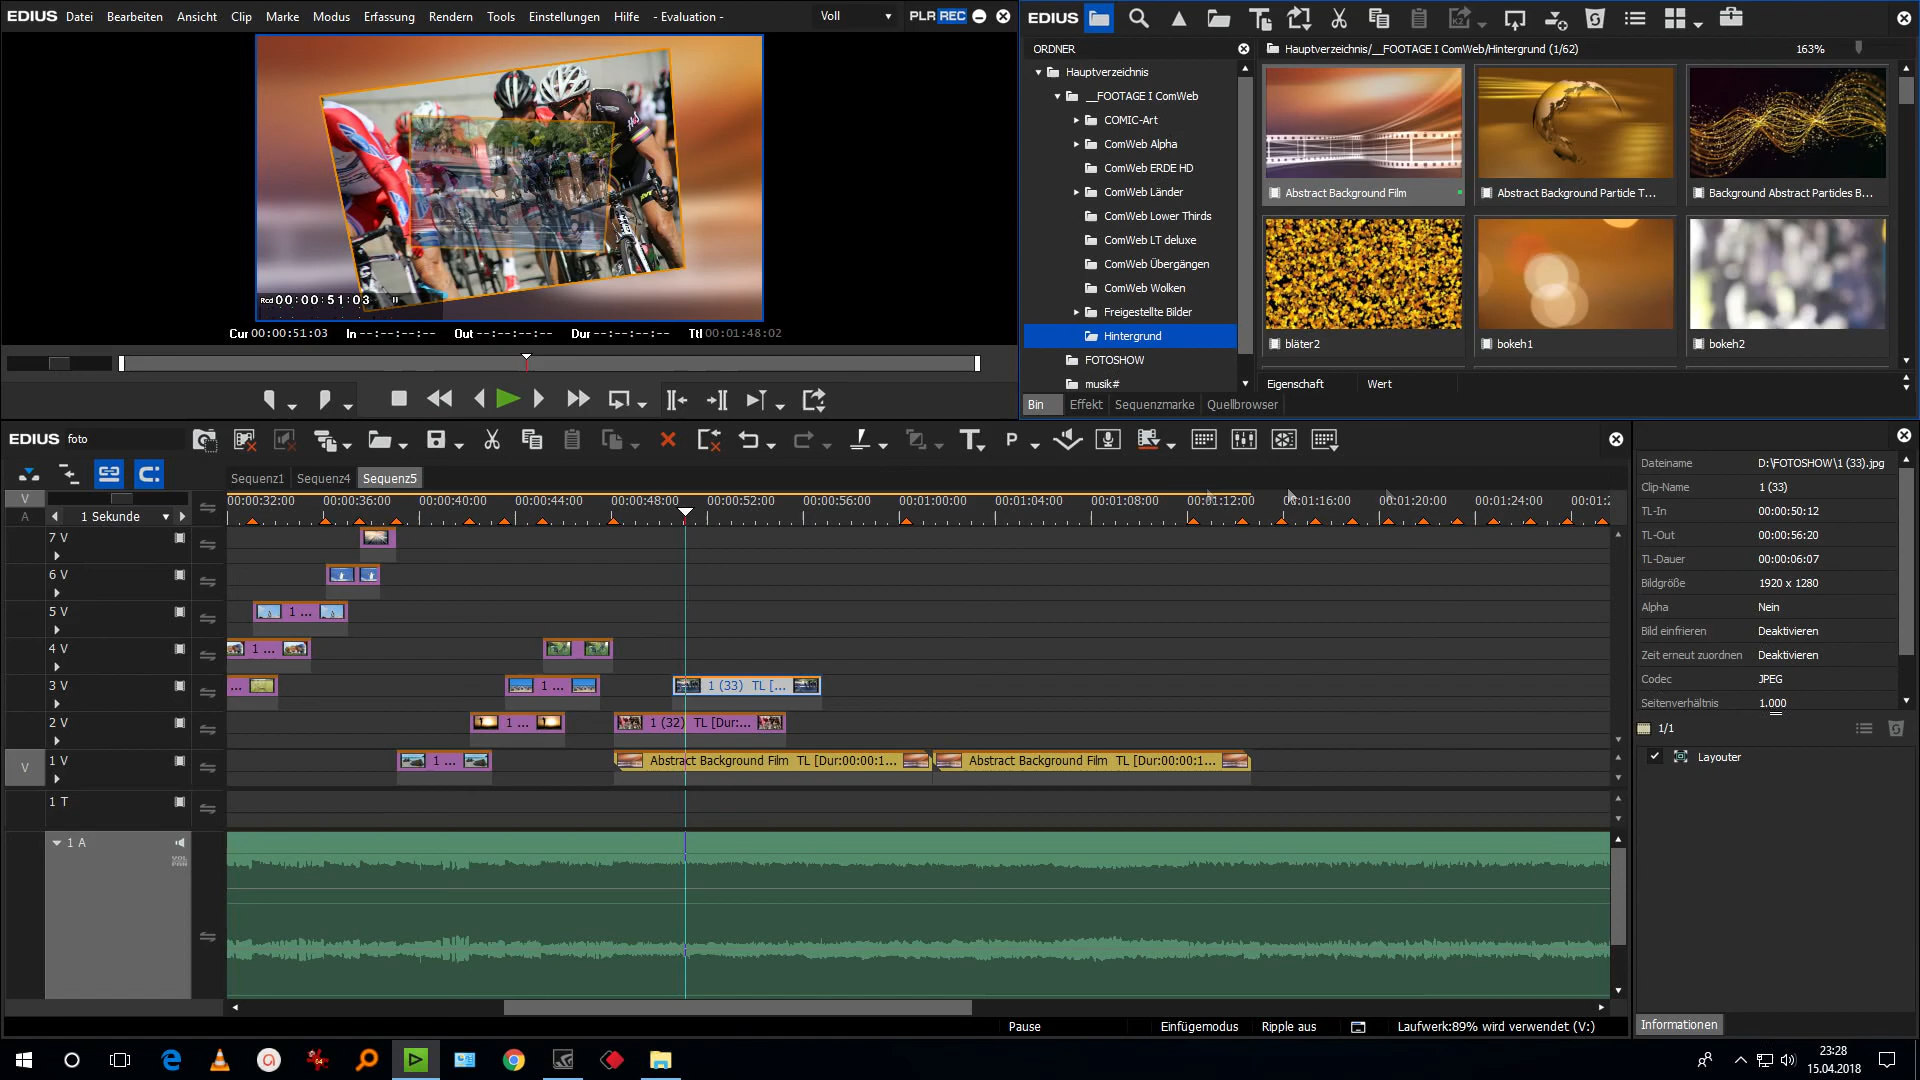 EDIUS Datei Bearbeiten Ansicht Clip Marke Modus Erfassung Rendern Tools Einstellungen Hilfe - Evaluation - Voll PLR REC
Rcd 00:00:51:03
Cur 00:00:51:03 In --:--:--:-- Out --:--:--:-- Dur --:--:--:-- Ttl 00:01:48:02
EDIUS
ORDNER
Hauptverzeichnis/__FOOTAGE I ComWeb/Hintergrund (1/62) 163%
Hauptverzeichnis
__FOOTAGE I ComWeb
COMIC-Art
ComWeb Alpha
ComWeb ERDE HD
ComWeb Länder
ComWeb Lower Thirds
ComWeb LT deluxe
ComWeb Übergängen
ComWeb Wolken
Freigestellte Bilder
Hintergrund
FOTOSHOW
musik#
Abstract Background Film
Abstract Background Particle T...
Background Abstract Particles B...
bläter2
bokeh1
bokeh2
Eigenschaft Wert
Bin Effekt Sequenzmarke Quellbrowser
EDIUS foto
Sequenz1 Sequenz4 Sequenz5
V
A
1 Sekunde
00:00:32:00 00:00:36:00 00:00:40:00 00:00:44:00 00:00:48:00 00:00:52:00 00:00:56:00 00:01:00:00 00:01:04:00 00:01:08:00 00:01:12:00 00:01:16:00 00:01:20:00 00:01:24:00 00:01:2
7 V
6 V
5 V
1 ...
4 V
1 ...
3 V
... 1 ... 1 (33) TL [...
2 V
1 ... 1 (32) TL [Dur:...
V 1 V
1 ... Abstract Background Film TL [Dur:00:00:1... Abstract Background Film TL [Dur:00:00:1...
1 T
1 A
VOL
PAN
Dateiname D:\FOTOSHOW\1 (33).jpg
Clip-Name 1 (33)
TL-In 00:00:50:12
TL-Out 00:00:56:20
TL-Dauer 00:00:06:07
Bildgröße 1920 x 1280
Alpha Nein
Bild einfrieren Deaktivieren
Zeit erneut zuordnen Deaktivieren
Codec JPEG
Seitenverhältnis 1.000
1/1
Layouter
Informationen
Pause Einfügemodus Ripple aus Laufwerk:89% wird verwendet (V:)
23:28
15.04.2018